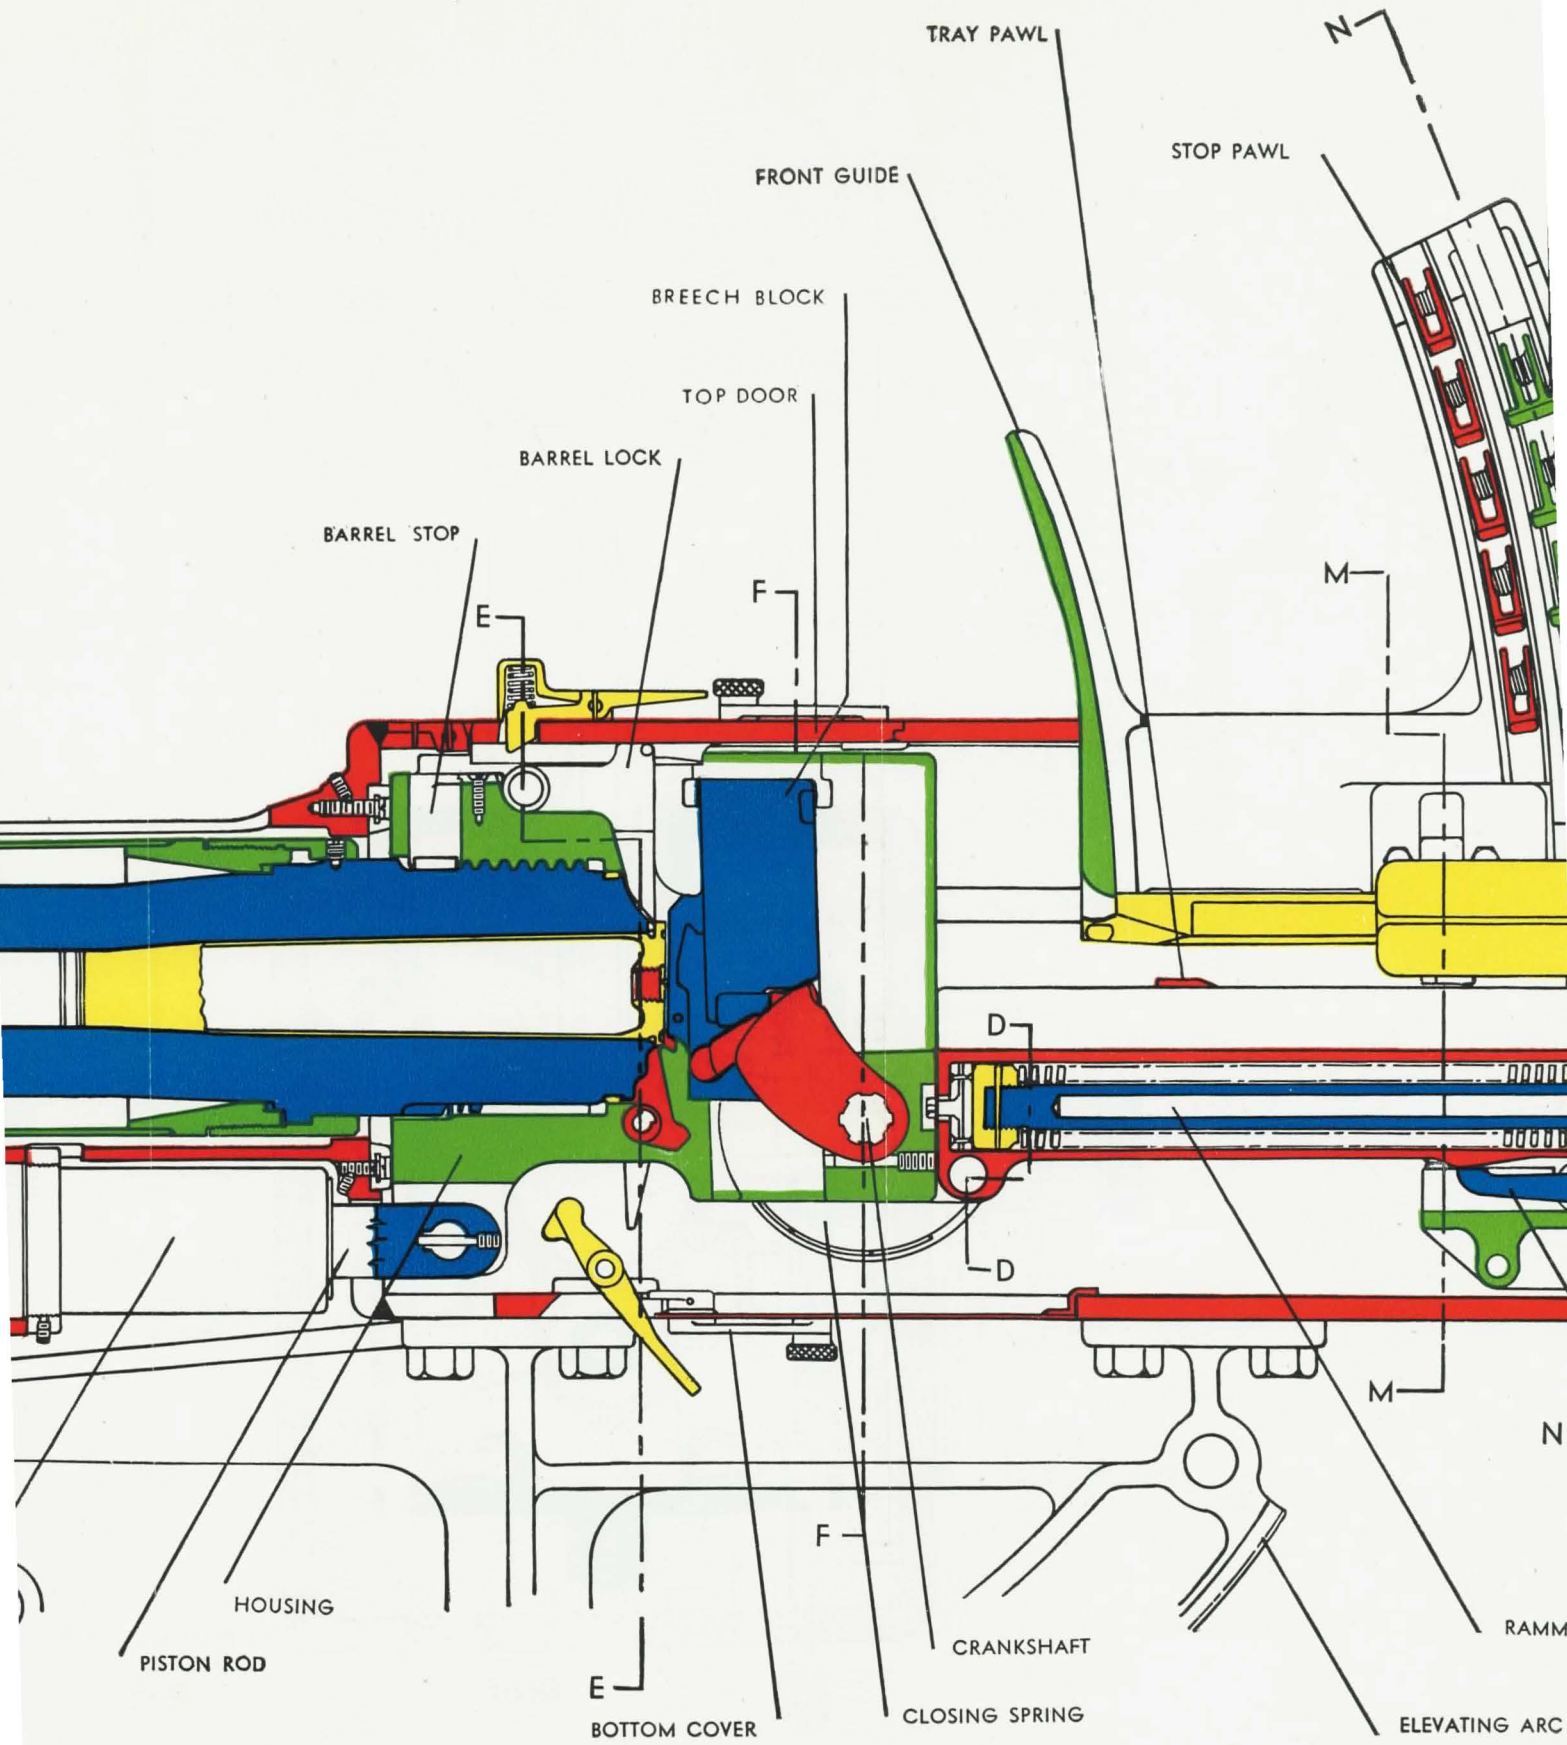 TRAY PAWL
N
STOP PAWL
FRONT GUIDE
BREECH BLOCK
TOP DOOR
BARREL LOCK
BARREL STOP
M
F
E
D
D
M
N
F
HOUSING
RAMM
CRANKSHAFT
PISTON ROD
E
CLOSING SPRING
ELEVATING ARC
BOTTOM COVER